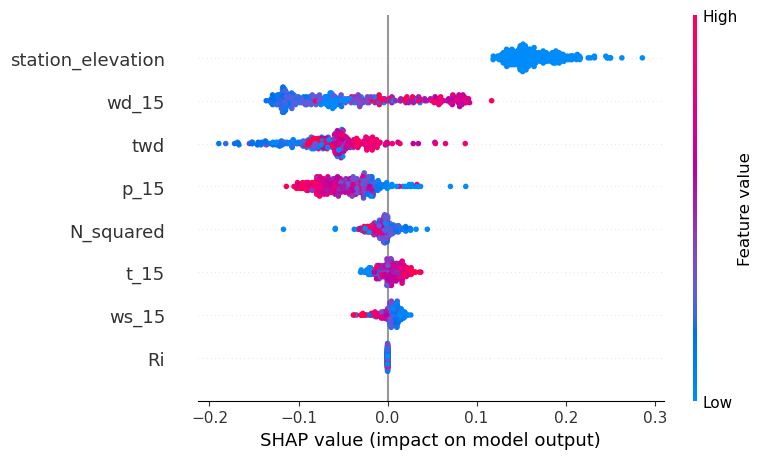 High
station_elevation
wd_15
twd
p_15
N_squared
t_15
ws_15
Ri
Feature value
Low
−0.2 −0.1 0.0 0.1 0.2 0.3
SHAP value (impact on model output)